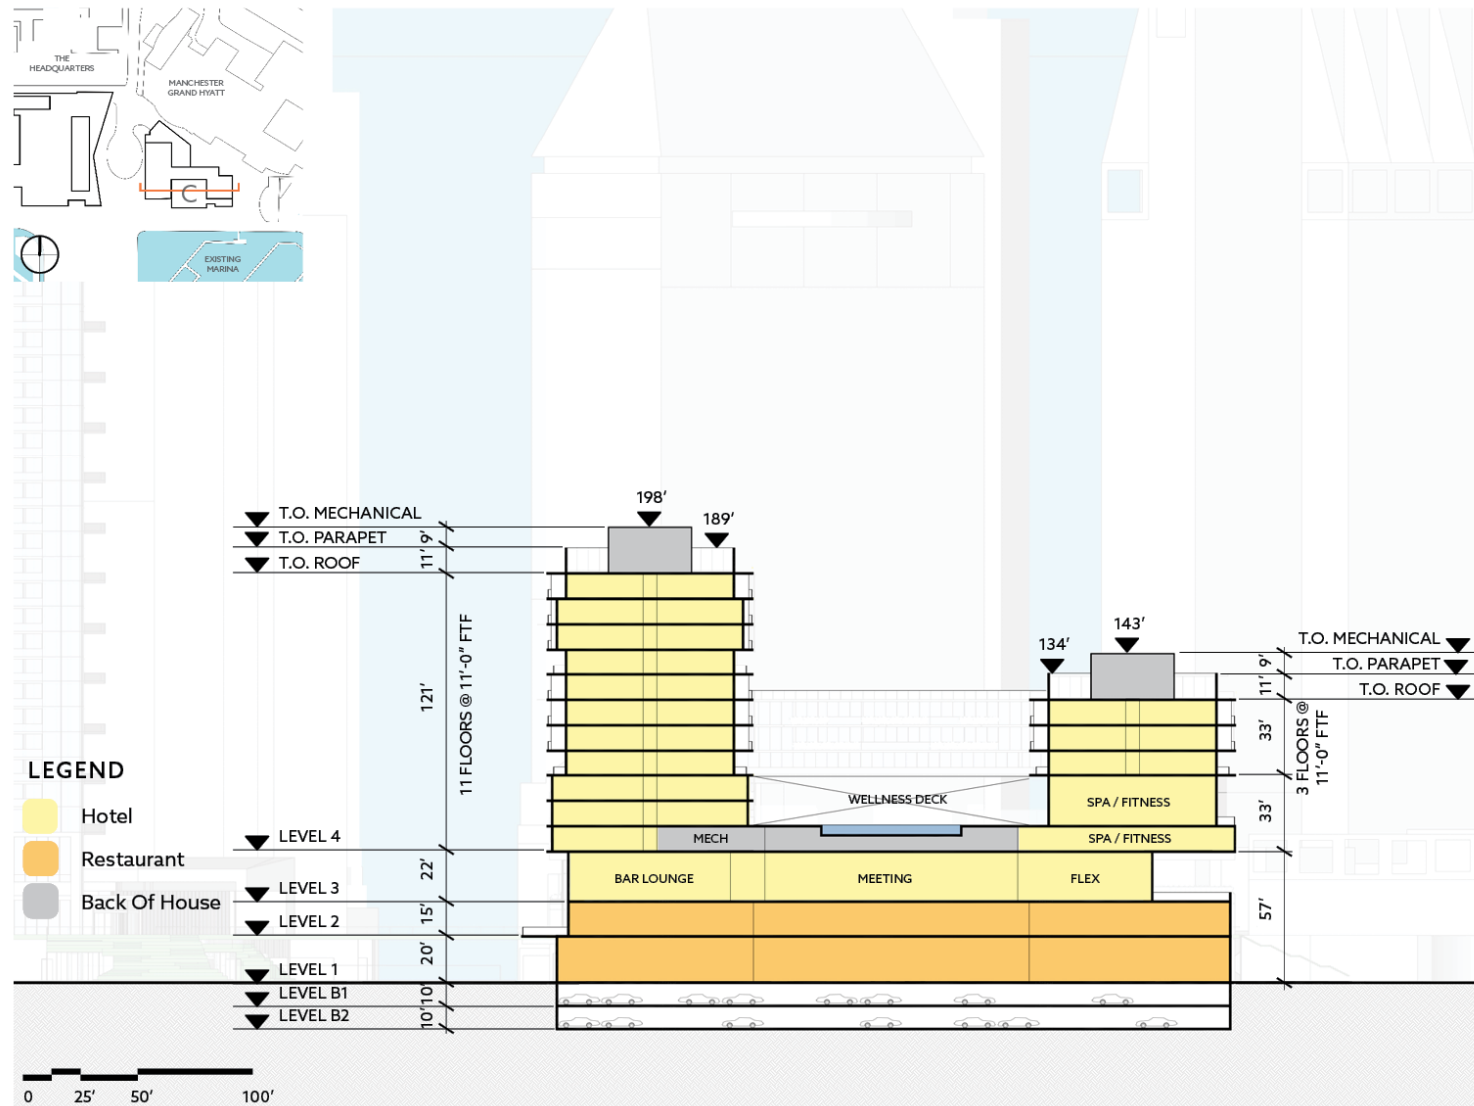 THE
HEADQUARTERS
MANCHESTER
GRAND HYATT
C
EXISTING
MARINA
198'
189'
T.O. MECHANICAL
T.O. PARAPET
T.O. ROOF
9'
11'
121'
11 FLOORS @ 11'-0" FTF
143'
134'
T.O. MECHANICAL
T.O. PARAPET
T.O. ROOF
9'
11'
33'
3 FLOORS @
11'-0" FTF
33'
57'
WELLNESS DECK
SPA / FITNESS
MECH
SPA / FITNESS
BAR LOUNGE
MEETING
FLEX
LEVEL 4
22'
LEVEL 3
15'
LEVEL 2
20'
LEVEL 1
10'
LEVEL B1
10'
LEVEL B2
LEGEND
Hotel
Restaurant
Back Of House
0 25' 50' 100'